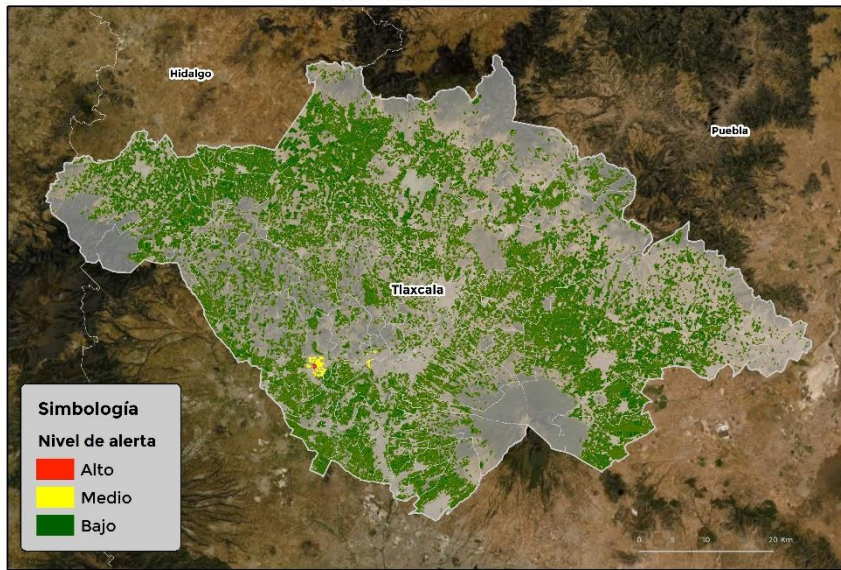 Hidalgo
Puebla
Tlaxcala
Simbología
Nivel de alerta
Alto
Medio
Bajo
0 5 10 20 Km